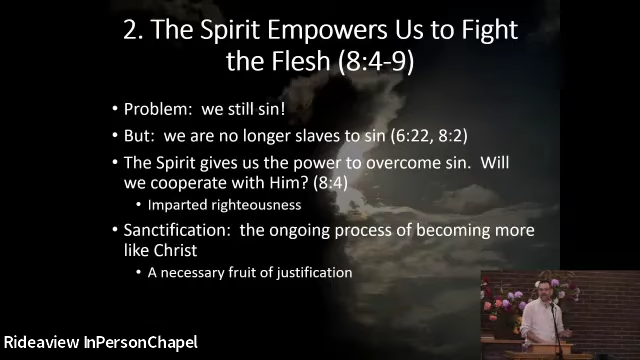 2. The Spirit Empowers Us to Fight
the Flesh (8:4-9)
• Problem: we still sin!
• But: we are no longer slaves to sin (6:22, 8:2)
• The Spirit gives us the power to overcome sin. Will
we cooperate with Him? (8:4)
• Imparted righteousness
• Sanctification: the ongoing process of becoming more
like Christ
• A necessary fruit of justification
Rideaview InPersonChapel